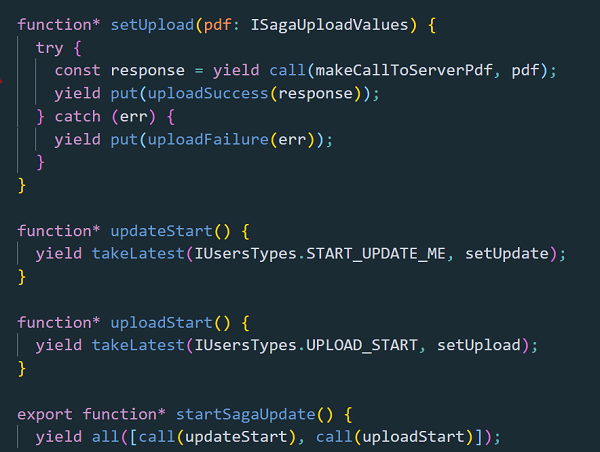 function* setUpload(pdf: ISagaUploadValues) {
try {
const response = yield call(makeCallToServerPdf, pdf);
yield put(uploadSuccess(response));
} catch (err) {
yield put(uploadFailure(err));
}
}
function* updateStart() {
yield takeLatest(IUsersTypes.START_UPDATE_ME, setUpdate);
}
function* uploadStart() {
yield takeLatest(IUsersTypes.UPLOAD_START, setUpload);
}
export function* startSagaUpdate() {
yield all([call(updateStart), call(uploadStart)]);